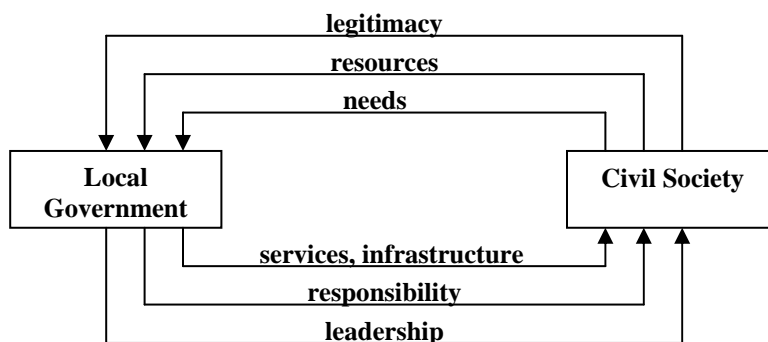 legitimacy
resources
needs
Local
Government
Civil Society
services, infrastructure
responsibility
leadership